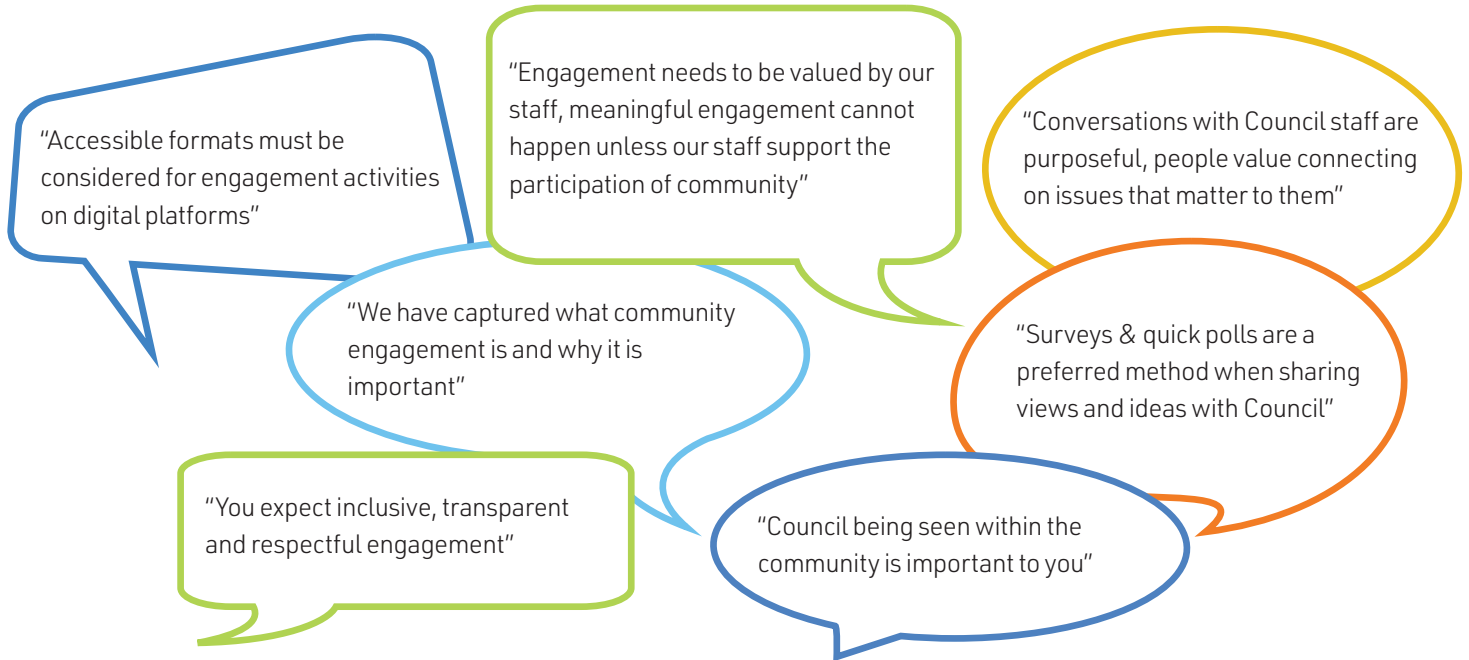 “Accessible formats must be
considered for engagement activities
on digital platforms”
“Engagement needs to be valued by our
staff, meaningful engagement cannot
happen unless our staff support the
participation of community”
“Conversations with Council staff are
purposeful, people value connecting
on issues that matter to them”
“We have captured what community
engagement is and why it is
important”
“Surveys & quick polls are a
preferred method when sharing
views and ideas with Council”
“You expect inclusive, transparent
and respectful engagement”
“Council being seen within the
community is important to you”